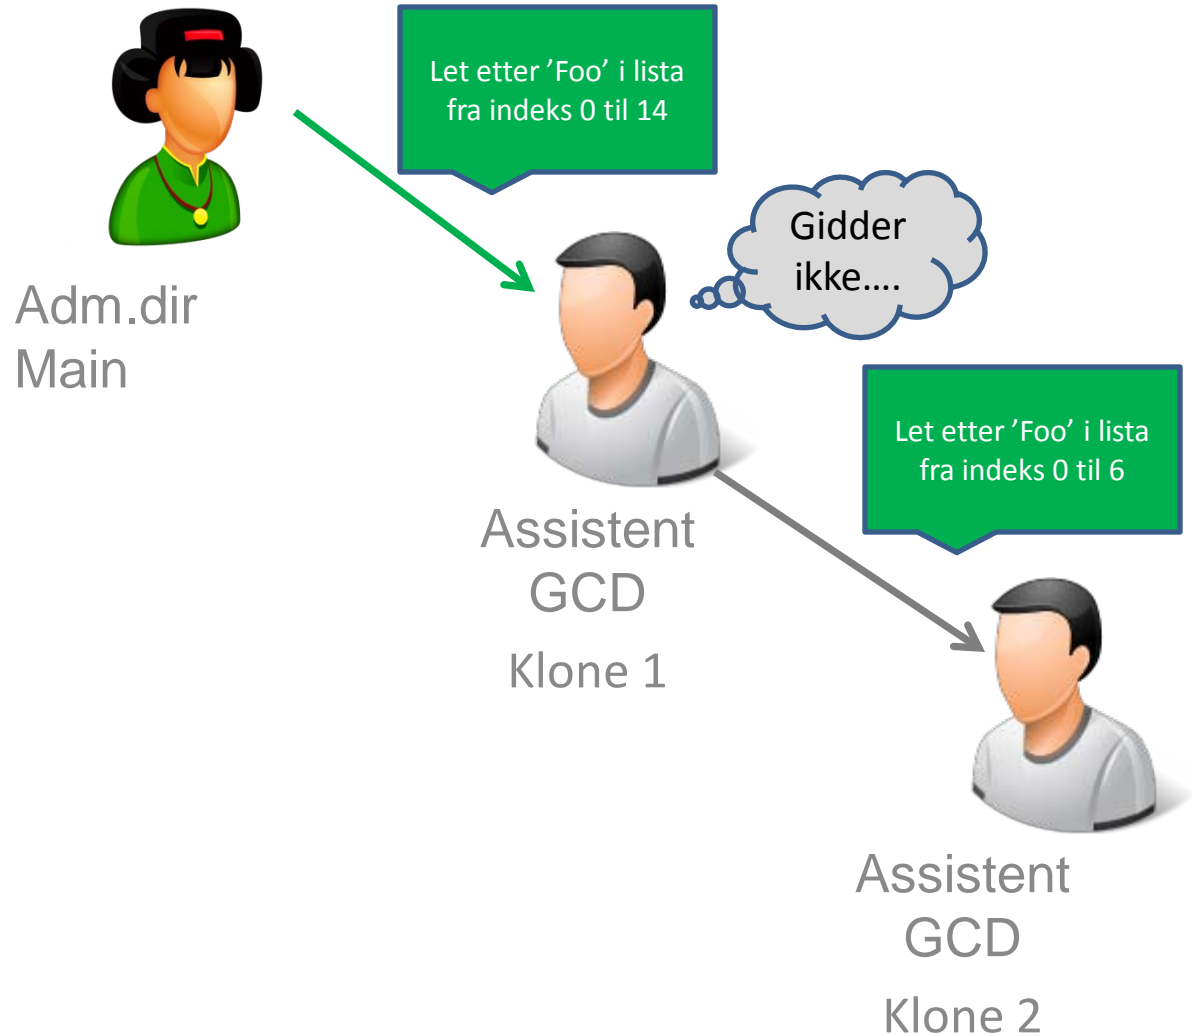 Let etter ’Foo’ i lista
fra indeks 0 til 14
Gidder
ikke....
Adm.dir
Main
Let etter ’Foo’ i lista
fra indeks 0 til 6
Assistent
GCD
Klone 1
Assistent
GCD
Klone 2